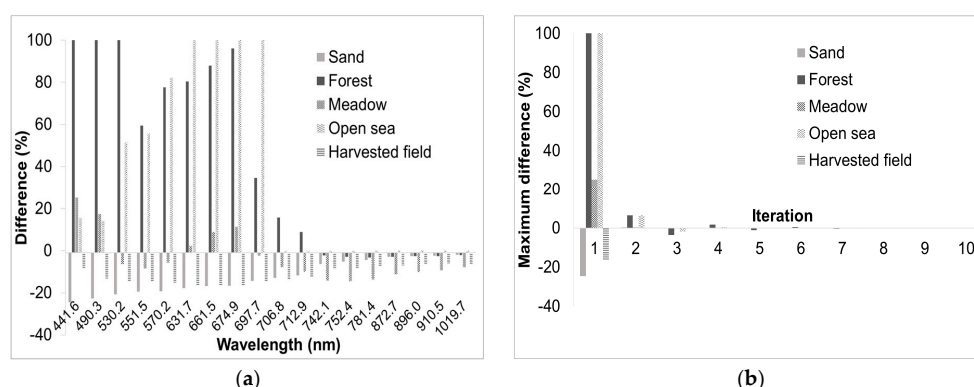 100
80
60
40
20
0
-20
-40
Difference (%)
Sand
Forest
Meadow
Open sea
Harvested field
441.6
490.3
530.2
551.5
570.2
631.7
661.5
674.9
697.7
706.8
712.9
742.1
752.4
781.4
872.7
896.0
910.5
1019.7
Wavelength (nm)
(a)
100
80
60
40
20
0
-20
-40
Maximum difference (%)
Sand
Forest
Meadow
Open sea
Harvested field
Iteration
1 2 3 4 5 6 7 8 9 10
(b)